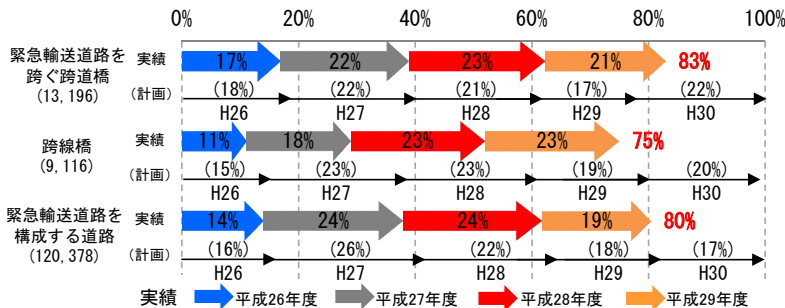 0% 20% 40% 60% 80% 100%
緊急輸送道路を
跨ぐ跨道橋
(13,196)
実績 17% 22% 23% 21% 83%
(計画) (18%) (22%) (21%) (17%) (22%)
H26 H27 H28 H29 H30
跨線橋
(9,116)
実績 11% 18% 23% 23% 75%
(計画) (15%) (23%) (23%) (19%) (20%)
H26 H27 H28 H29 H30
緊急輸送道路を
構成する道路
(120,378)
実績 14% 24% 24% 19% 80%
(計画) (16%) (26%) (22%) (18%) (17%)
H26 H27 H28 H29 H30
実績 平成26年度 平成27年度 平成28年度 平成29年度